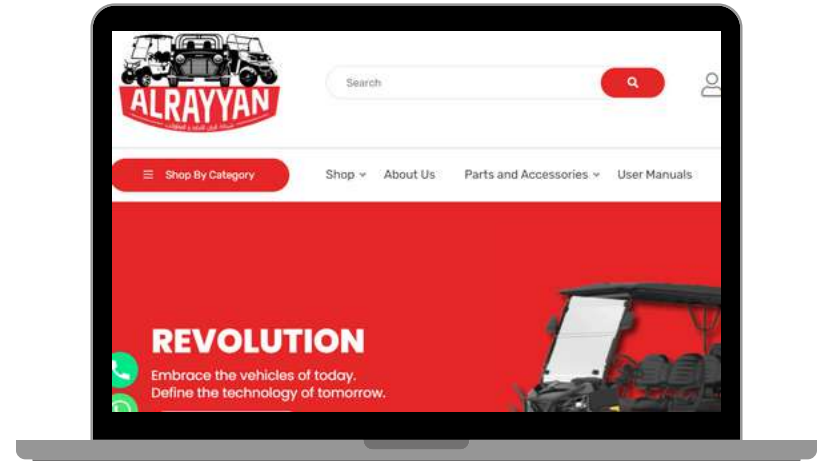 ALRAYYAN
Search
Shop By Category
Shop
About Us
Parts and Accessories
User Manuals
REVOLUTION
Embrace the vehicles of today.
Define the technology of tomorrow.